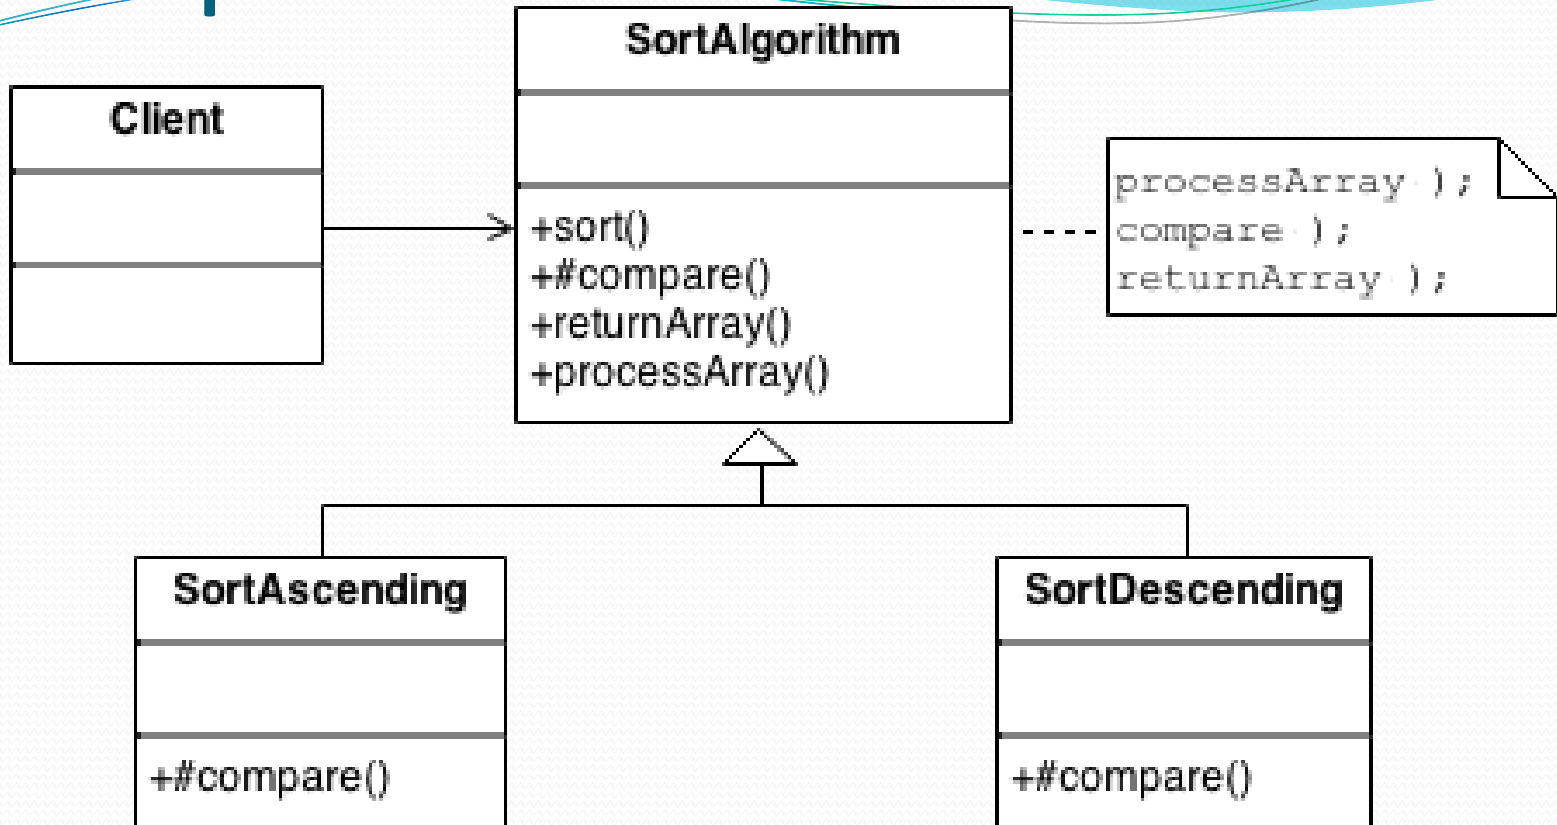 SortAlgorithm
Client
+sort()
+#compare()
+returnArray()
+processArray()
processArray );
compare );
returnArray );
SortAscending
+#compare()
SortDescending
+#compare()